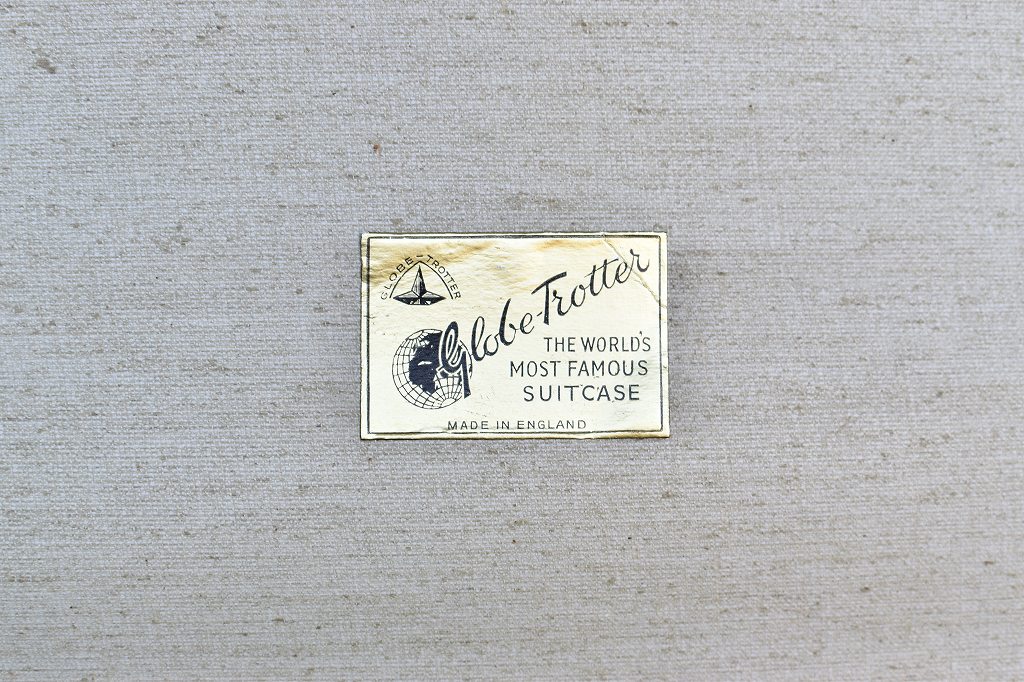 GLOBE-TROTTER
Globe-Trotter
THE WORLD'S
MOST FAMOUS
SUITCASE
MADE IN ENGLAND